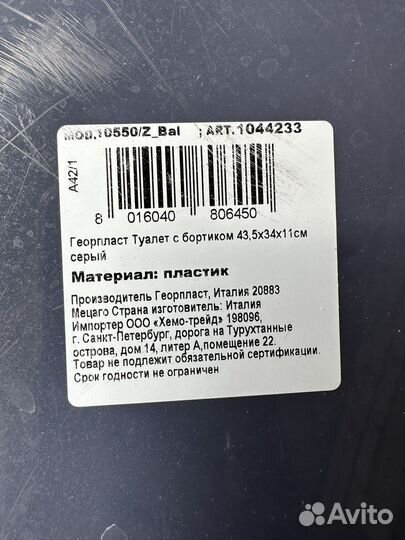 МОД.10550/Z_Bal ; ART.1044233
A42/1
8 016040 806450
Георпласт Туалет с бортиком 43,5x34x11см
серый
Материал: пластик
Производитель Георпласт, Италия 20883
Мецаго Страна изготовитель: Италия
Импортер ООО «Хемо-трейд» 198096,
г. Санкт-Петербург, дорога на Турухтанные
острова, дом 14, литер А,помещение 22.
Товар не подлежит обязательной сертификации.
Срок годности не ограничен
Avito